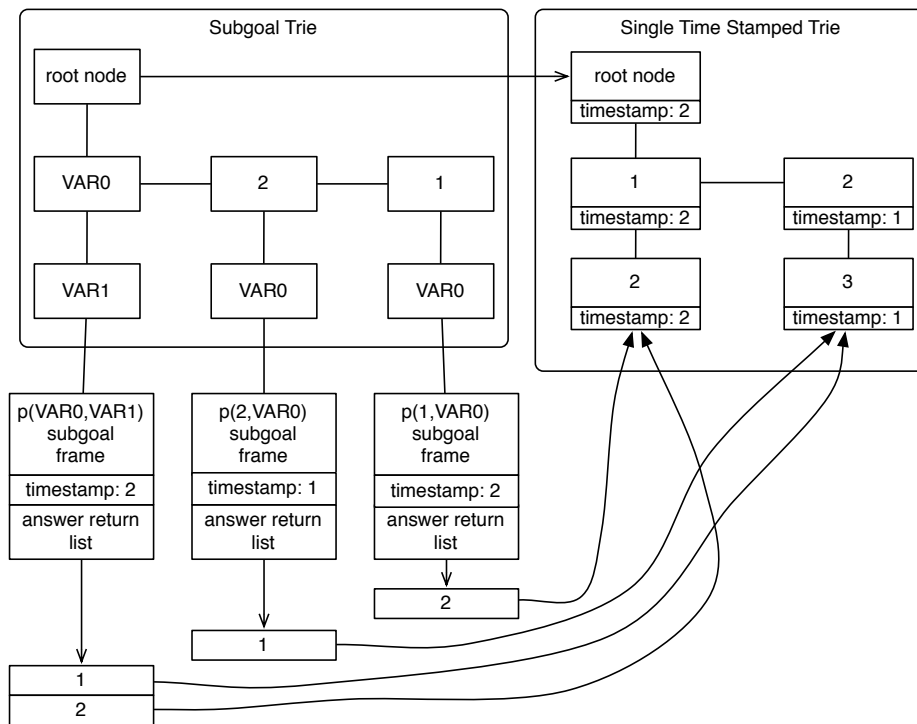 Subgoal Trie
Single Time Stamped Trie
root node
root node
timestamp: 2
VAR0
2
1
1
timestamp: 2
2
timestamp: 1
VAR1
VAR0
VAR0
2
timestamp: 2
3
timestamp: 1
p(VAR0,VAR1)
subgoal
frame
timestamp: 2
answer return
list
p(2,VAR0)
subgoal
frame
timestamp: 1
answer return
list
p(1,VAR0)
subgoal
frame
timestamp: 2
answer return
list
2
1
1
2